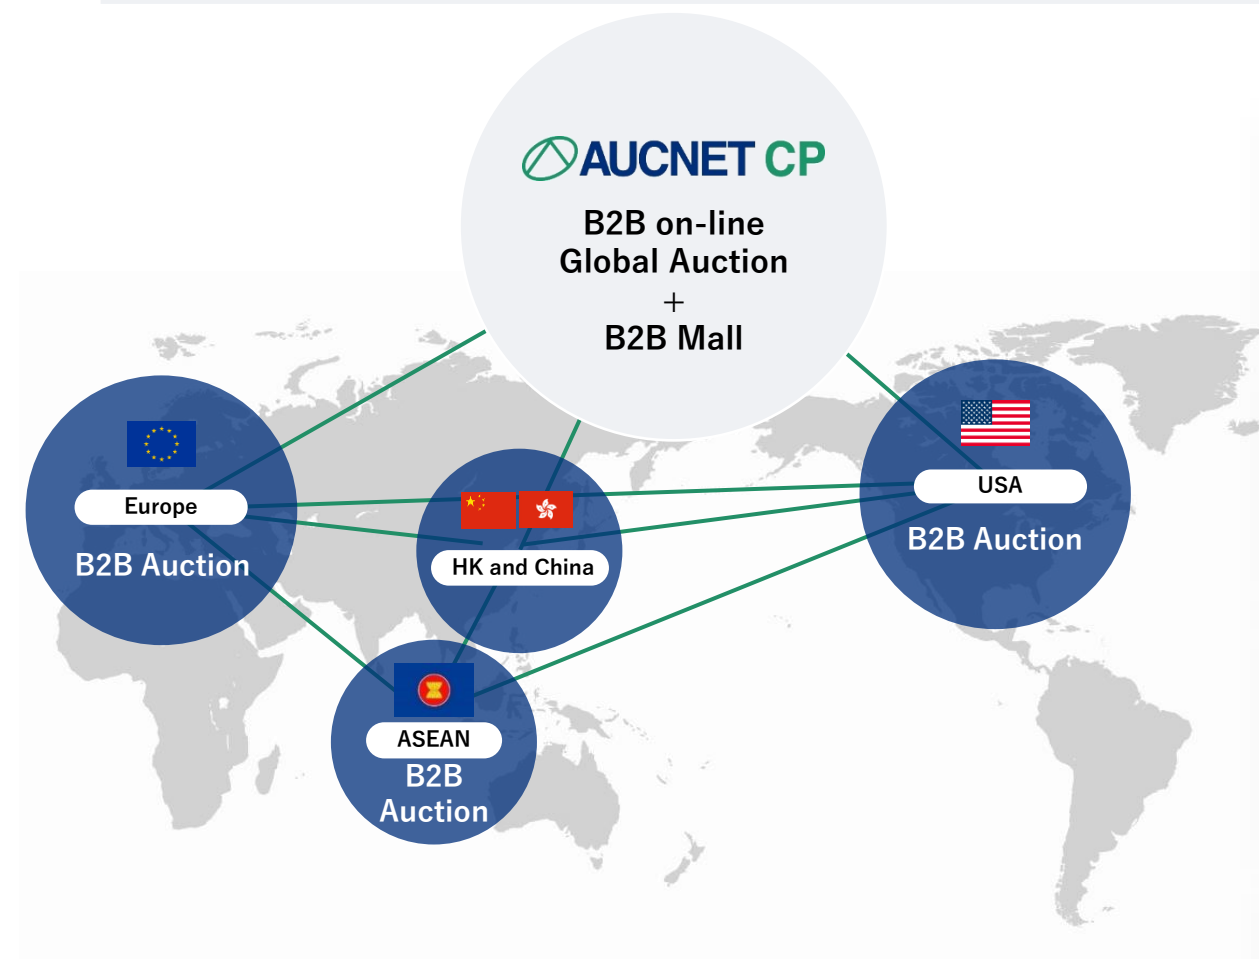 AUCNET CP
B2B on-line
Global Auction
+
B2B Mall
Europe
B2B Auction
HK and China
USA
B2B Auction
ASEAN
B2B
Auction